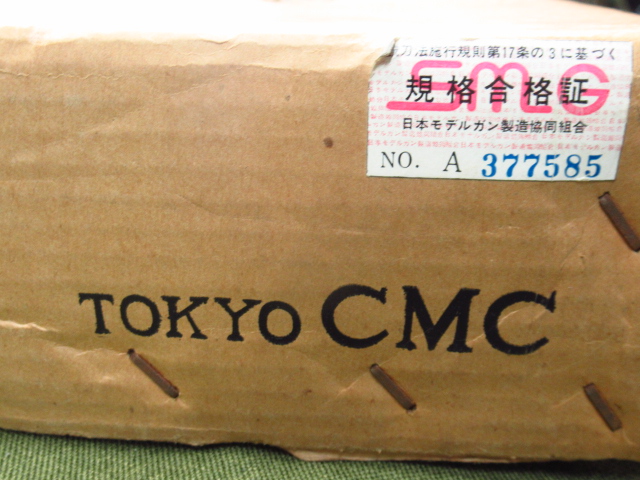 刀法施行規則第17条の3に基づく
SMG
規格合格証
日本モデルガン製造協同組合
NO. A 377585
TOKYO CMC